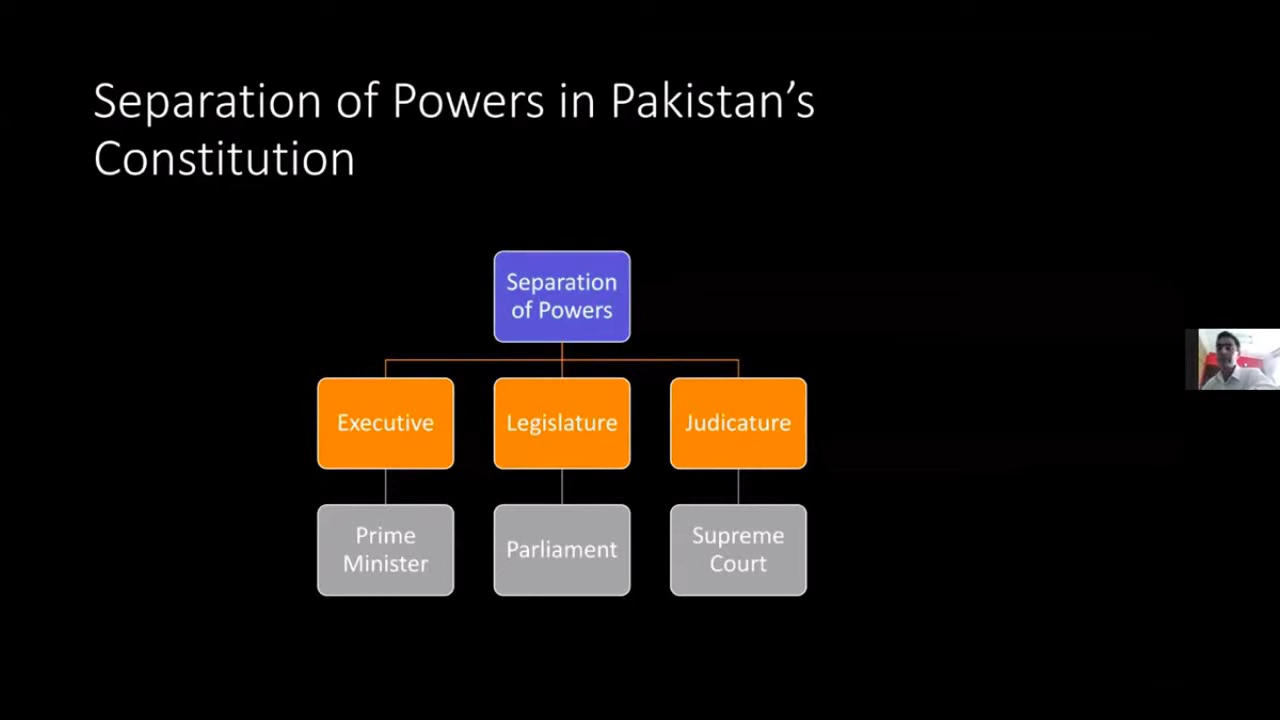 Separation of Powers in Pakistan’s
Constitution
Separation
of Powers
Executive
Legislature
Judicature
Prime
Minister
Parliament
Supreme
Court